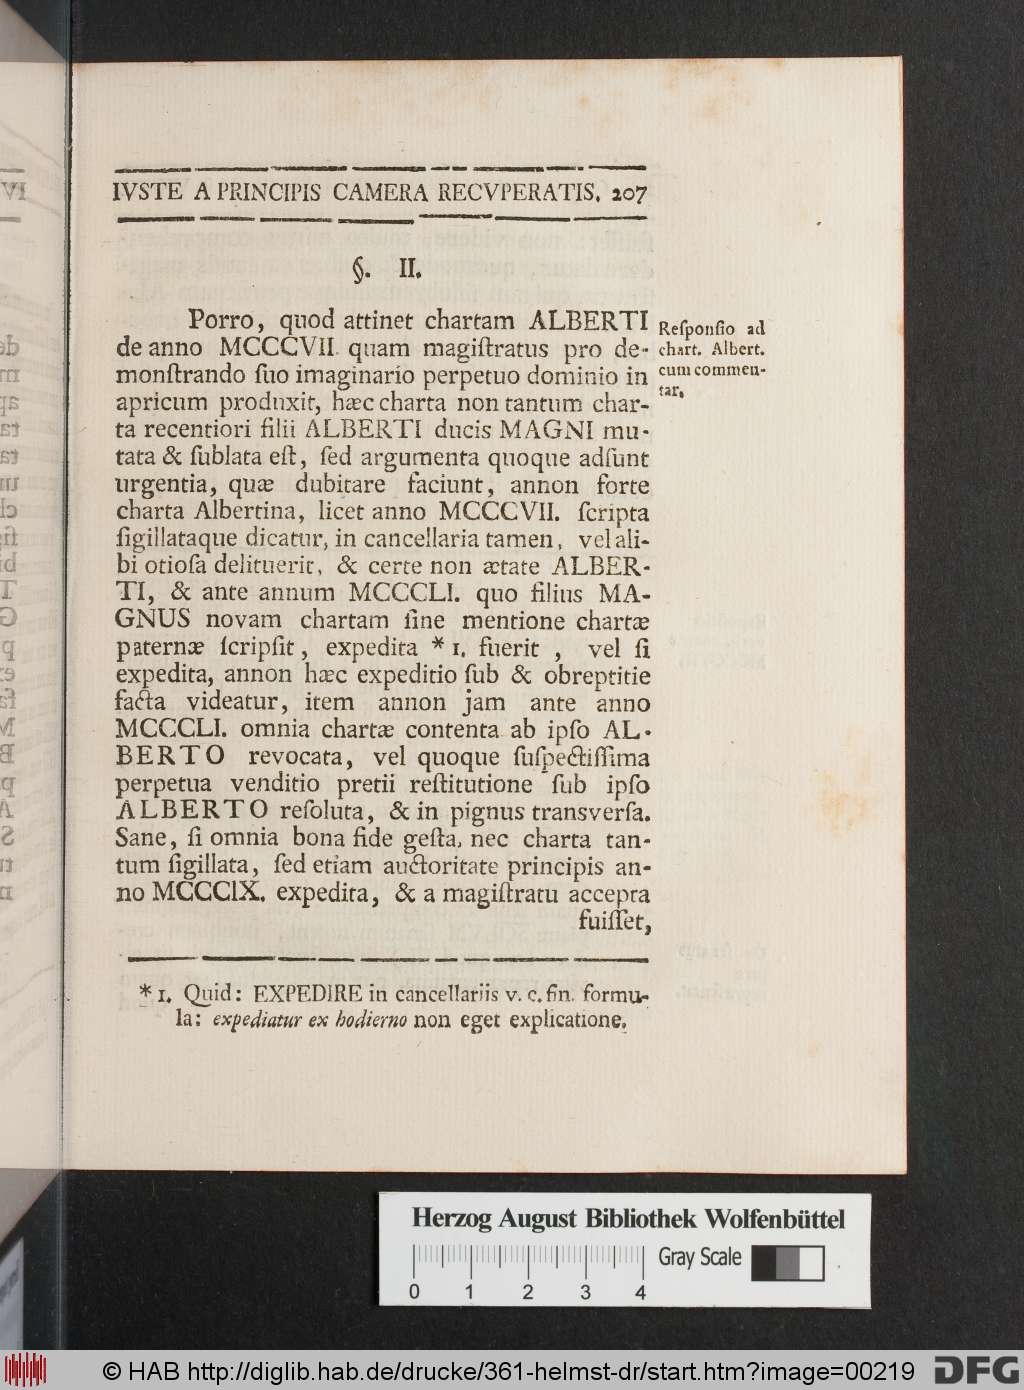 IVSTE A PRINCIPIS CAMERA RECVPERATIS. 207
§. II.
Porro, quod attinet chartam ALBERTI
de anno MCCCVII. quam magiſtratus pro de-
monſtrando ſuo imaginario perpetuo dominio in
apricum produxit, hæc charta non tantum char-
ta recentiori filii ALBERTI ducis MAGNI mu-
tata & ſublata eſt, ſed argumenta quoque adſunt
urgentia, quæ dubitare faciunt, annon forte
charta Albertina, licet anno MCCCVII. ſcripta
ſigillataque dicatur, in cancellaria tamen, vel ali-
bi otioſa delituerit, & certe non ætate ALBER-
TI, & ante annum MCCCLI. quo filius MA-
GNUS novam chartam ſine mentione chartæ
paternæ ſcripſit, expedita * 1. fuerit , vel ſi
expedita, annon hæc expeditio ſub & obreptitie
facta videatur, item annon jam ante anno
MCCCLI. omnia chartæ contenta ab ipſo AL-
BERTO revocata, vel quoque ſuſpectiſſima
perpetua venditio pretii reſtitutione ſub ipſo
ALBERTO reſoluta, & in pignus transverſa.
Sane, ſi omnia bona fide geſta, nec charta tan-
tum ſigillata, ſed etiam auctoritate principis an-
no MCCCIX. expedita, & a magiſtratu accepta
fuiſſet,
Reſponſio ad
chart. Albert.
cum commen-
tar.
* 1. Quid: EXPEDIRE in cancellariis v. c. fin. formu-
la: expediatur ex hodierno non eget explicatione.
Herzog August Bibliothek Wolfenbüttel
Gray Scale
0 1 2 3 4
© HAB http://diglib.hab.de/drucke/361-helmst-dr/start.htm?image=00219
DFG